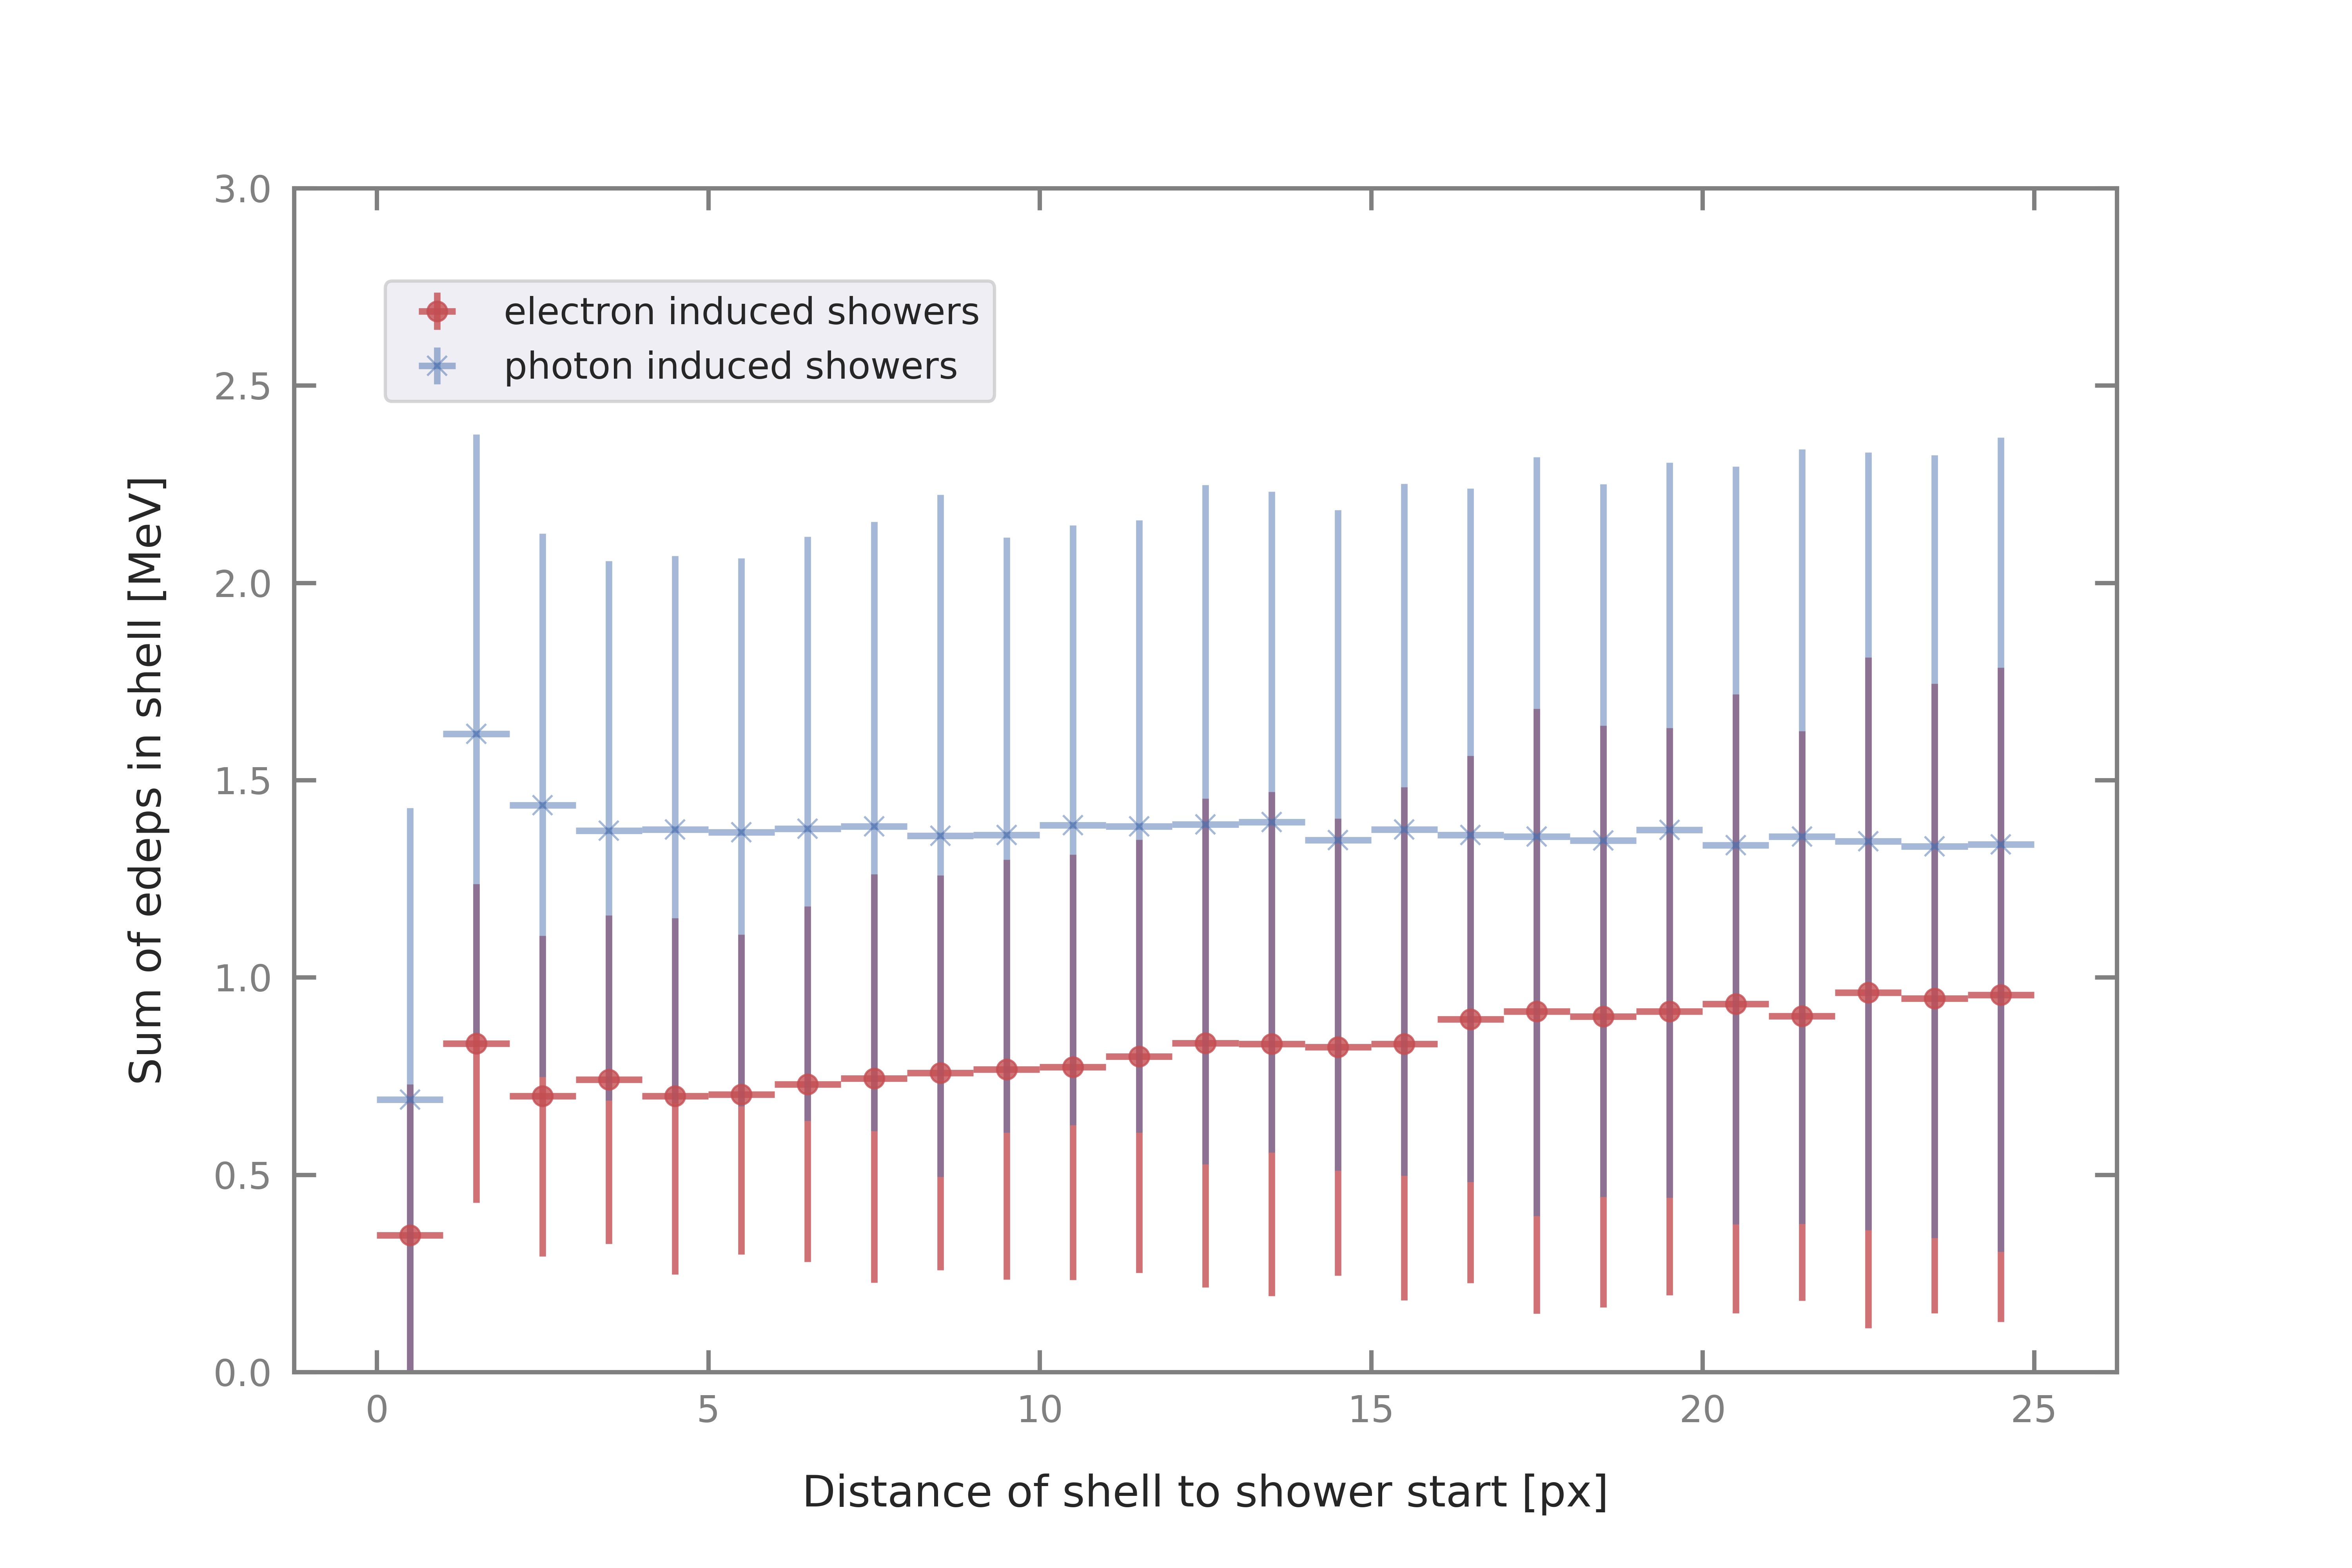 3.0
2.5
2.0
1.5
1.0
0.5
0.0
Sum of edeps in shell [MeV]
electron induced showers
photon induced showers
0 5 10 15 20 25
Distance of shell to shower start [px]